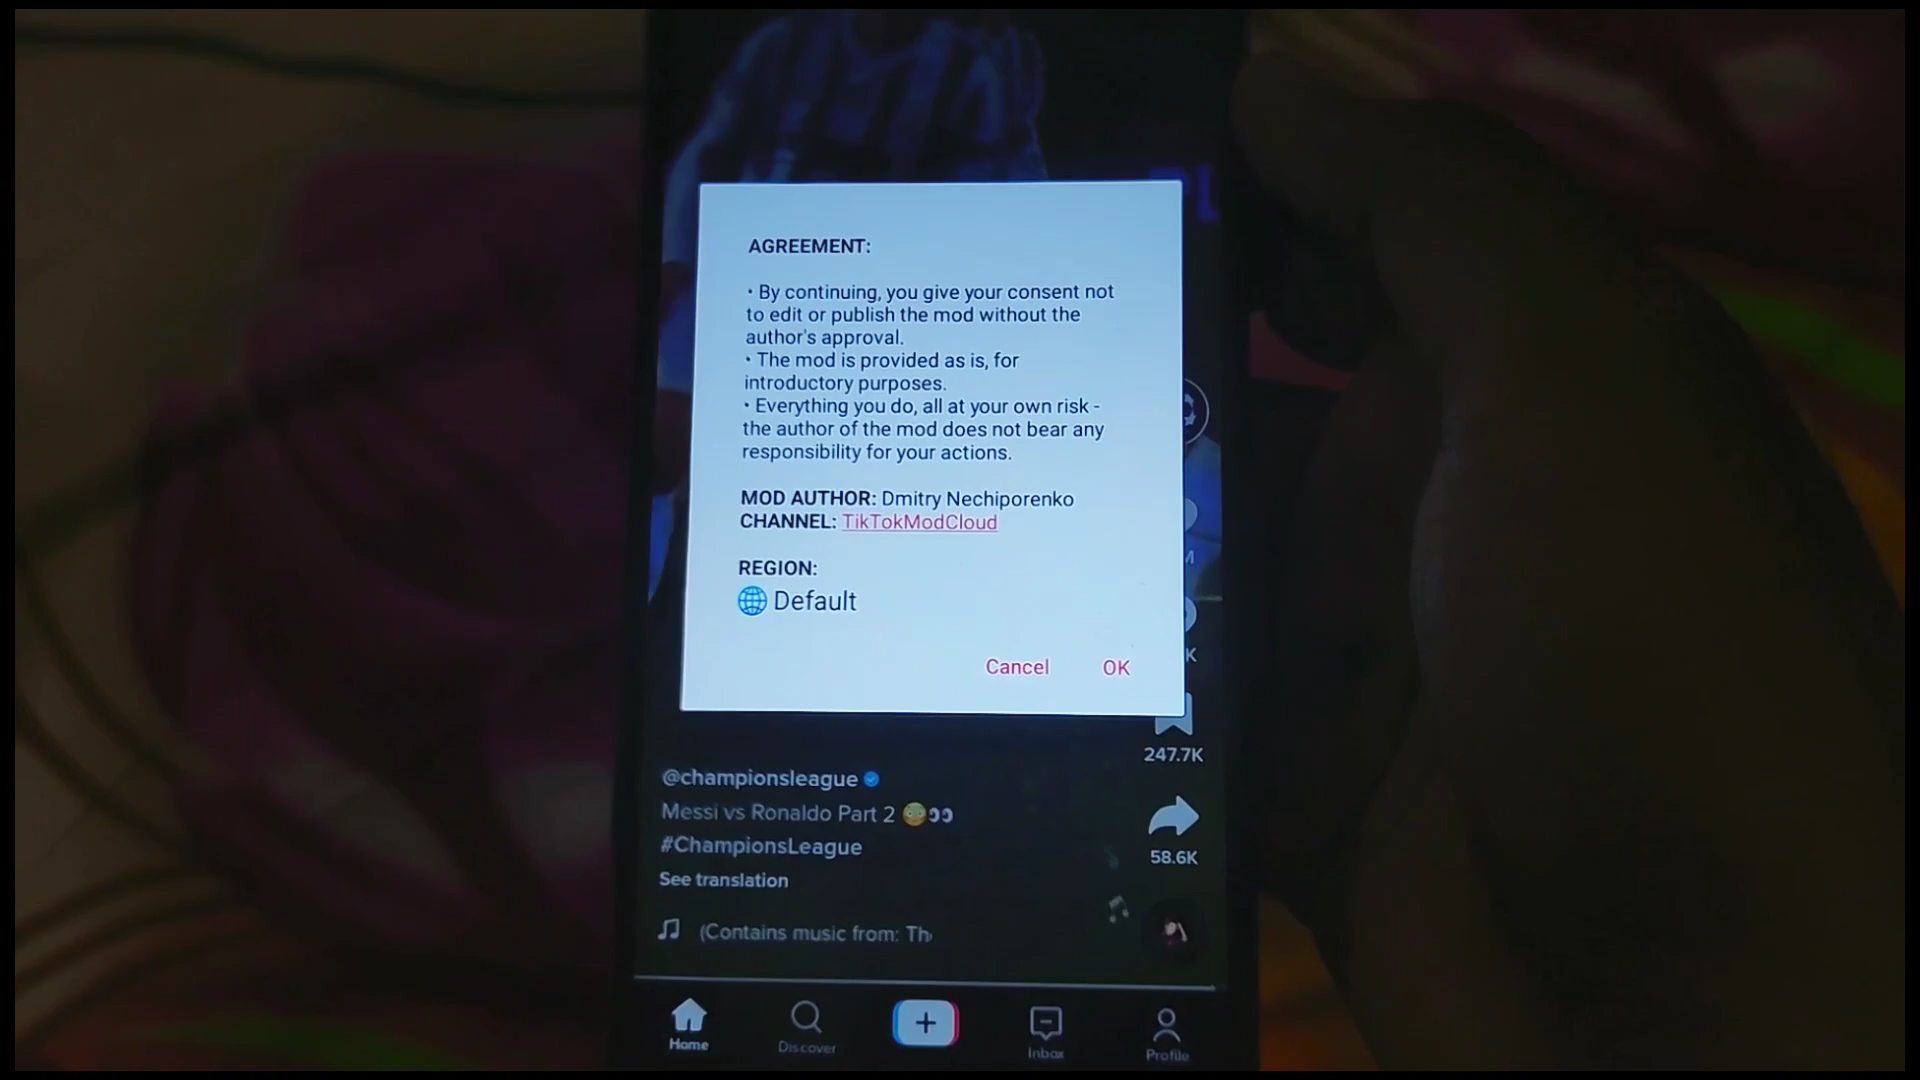 AGREEMENT:
• By continuing, you give your consent not
to edit or publish the mod without the
author's approval.
• The mod is provided as is, for
introductory purposes.
• Everything you do, all at your own risk -
the author of the mod does not bear any
responsibility for your actions.
MOD AUTHOR: Dmitry Nechiporenko
CHANNEL: TikTokModCloud
REGION:
🌐 Default
Cancel OK
M
K
247.7K
@championsleague
Messi vs Ronaldo Part 2 😳👀
#ChampionsLeague
58.6K
See translation
(Contains music from: Th
Home
Discover
Inbox
Profile